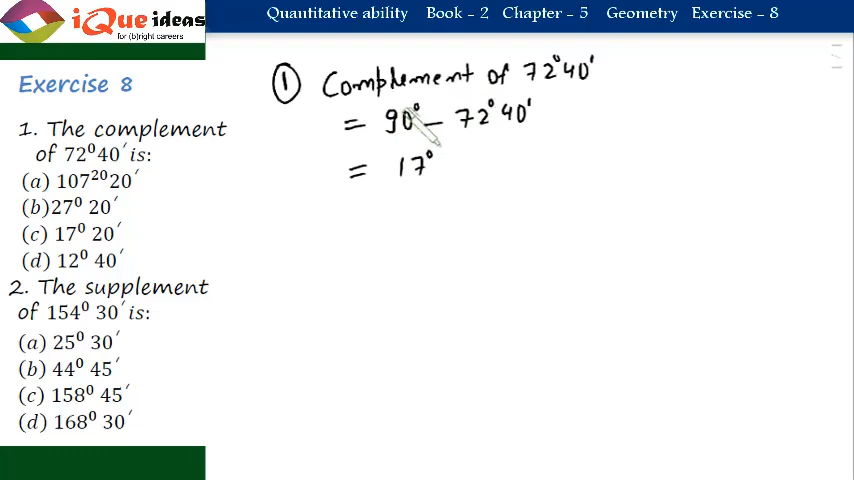 iQue ideas
for (b)right careers
Quantitative ability Book – 2 Chapter – 5 Geometry Exercise – 8
Exercise 8
1. The complement
of 72⁰40′ is:
(a) 107²⁰20′
(b)27⁰ 20′
(c) 17⁰ 20′
(d) 12⁰ 40′
2. The supplement
of 154⁰ 30′ is:
(a) 25⁰ 30′
(b) 44⁰ 45′
(c) 158⁰ 45′
(d) 168⁰ 30′
① Complement of 72°40'
= 90° – 72° 40'
= 17°